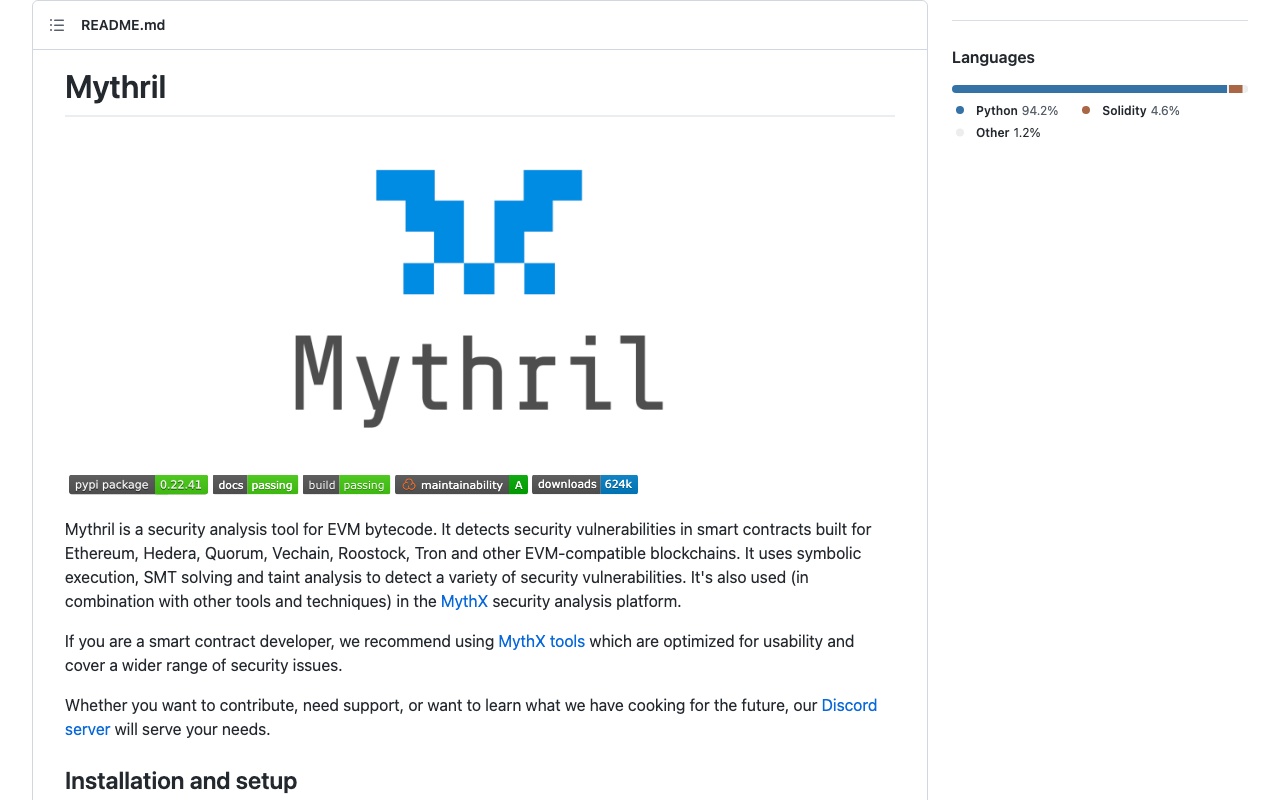 README.md
Mythril
Mythril
pypi package 0.22.41 docs passing build passing maintainability A downloads 624k
Mythril is a security analysis tool for EVM bytecode. It detects security vulnerabilities in smart contracts built for
Ethereum, Hedera, Quorum, Vechain, Roostock, Tron and other EVM-compatible blockchains. It uses symbolic
execution, SMT solving and taint analysis to detect a variety of security vulnerabilities. It's also used (in
combination with other tools and techniques) in the MythX security analysis platform.
If you are a smart contract developer, we recommend using MythX tools which are optimized for usability and
cover a wider range of security issues.
Whether you want to contribute, need support, or want to learn what we have cooking for the future, our Discord
server will serve your needs.
Installation and setup
Languages
Python 94.2% Solidity 4.6%
Other 1.2%